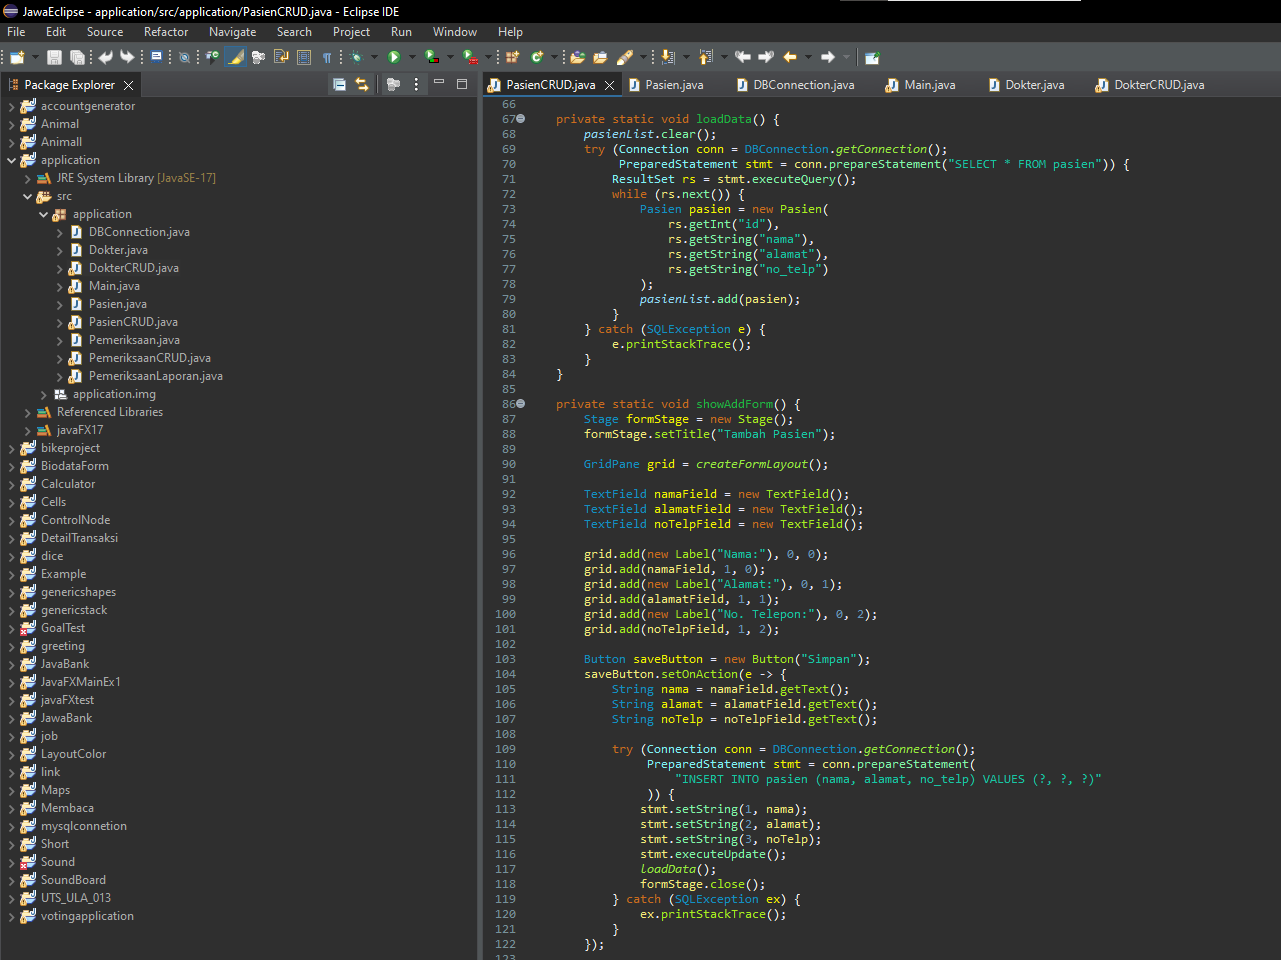 JawaEclipse - application/src/application/PasienCRUD.java - Eclipse IDE
File Edit Source Refactor Navigate Search Project Run Window Help
Package Explorer
accountgenerator
Animal
Animall
application
JRE System Library [JavaSE-17]
src
application
DBConnection.java
Dokter.java
DokterCRUD.java
Main.java
Pasien.java
PasienCRUD.java
Pemeriksaan.java
PemeriksaanCRUD.java
PemeriksaanLaporan.java
application.img
Referenced Libraries
javaFX17
bikeproject
BiodataForm
Calculator
Cells
ControlNode
DetailTransaksi
dice
Example
genericshapes
genericstack
GoalTest
greeting
JavaBank
JavaFXMainEx1
javaFXtest
JawaBank
job
LayoutColor
link
Maps
Membaca
mysqlconnetion
Short
Sound
SoundBoard
UTS_ULA_013
votingapplication
PasienCRUD.java Pasien.java DBConnection.java Main.java Dokter.java DokterCRUD.java
66
67 private static void loadData() {
68 pasienList.clear();
69 try (Connection conn = DBConnection.getConnection();
70 PreparedStatement stmt = conn.prepareStatement("SELECT * FROM pasien")) {
71 ResultSet rs = stmt.executeQuery();
72 while (rs.next()) {
73 Pasien pasien = new Pasien(
74 rs.getInt("id"),
75 rs.getString("nama"),
76 rs.getString("alamat"),
77 rs.getString("no_telp")
78 );
79 pasienList.add(pasien);
80 }
81 } catch (SQLException e) {
82 e.printStackTrace();
83 }
84 }
85
86 private static void showAddForm() {
87 Stage formStage = new Stage();
88 formStage.setTitle("Tambah Pasien");
89
90 GridPane grid = createFormLayout();
91
92 TextField namaField = new TextField();
93 TextField alamatField = new TextField();
94 TextField noTelpField = new TextField();
95
96 grid.add(new Label("Nama:"), 0, 0);
97 grid.add(namaField, 1, 0);
98 grid.add(new Label("Alamat:"), 0, 1);
99 grid.add(alamatField, 1, 1);
100 grid.add(new Label("No. Telepon:"), 0, 2);
101 grid.add(noTelpField, 1, 2);
102
103 Button saveButton = new Button("Simpan");
104 saveButton.setOnAction(e -> {
105 String nama = namaField.getText();
106 String alamat = alamatField.getText();
107 String noTelp = noTelpField.getText();
108
109 try (Connection conn = DBConnection.getConnection();
110 PreparedStatement stmt = conn.prepareStatement(
111 "INSERT INTO pasien (nama, alamat, no_telp) VALUES (?, ?, ?)"
112 )) {
113 stmt.setString(1, nama);
114 stmt.setString(2, alamat);
115 stmt.setString(3, noTelp);
116 stmt.executeUpdate();
117 loadData();
118 formStage.close();
119 } catch (SQLException ex) {
120 ex.printStackTrace();
121 }
122 });
123